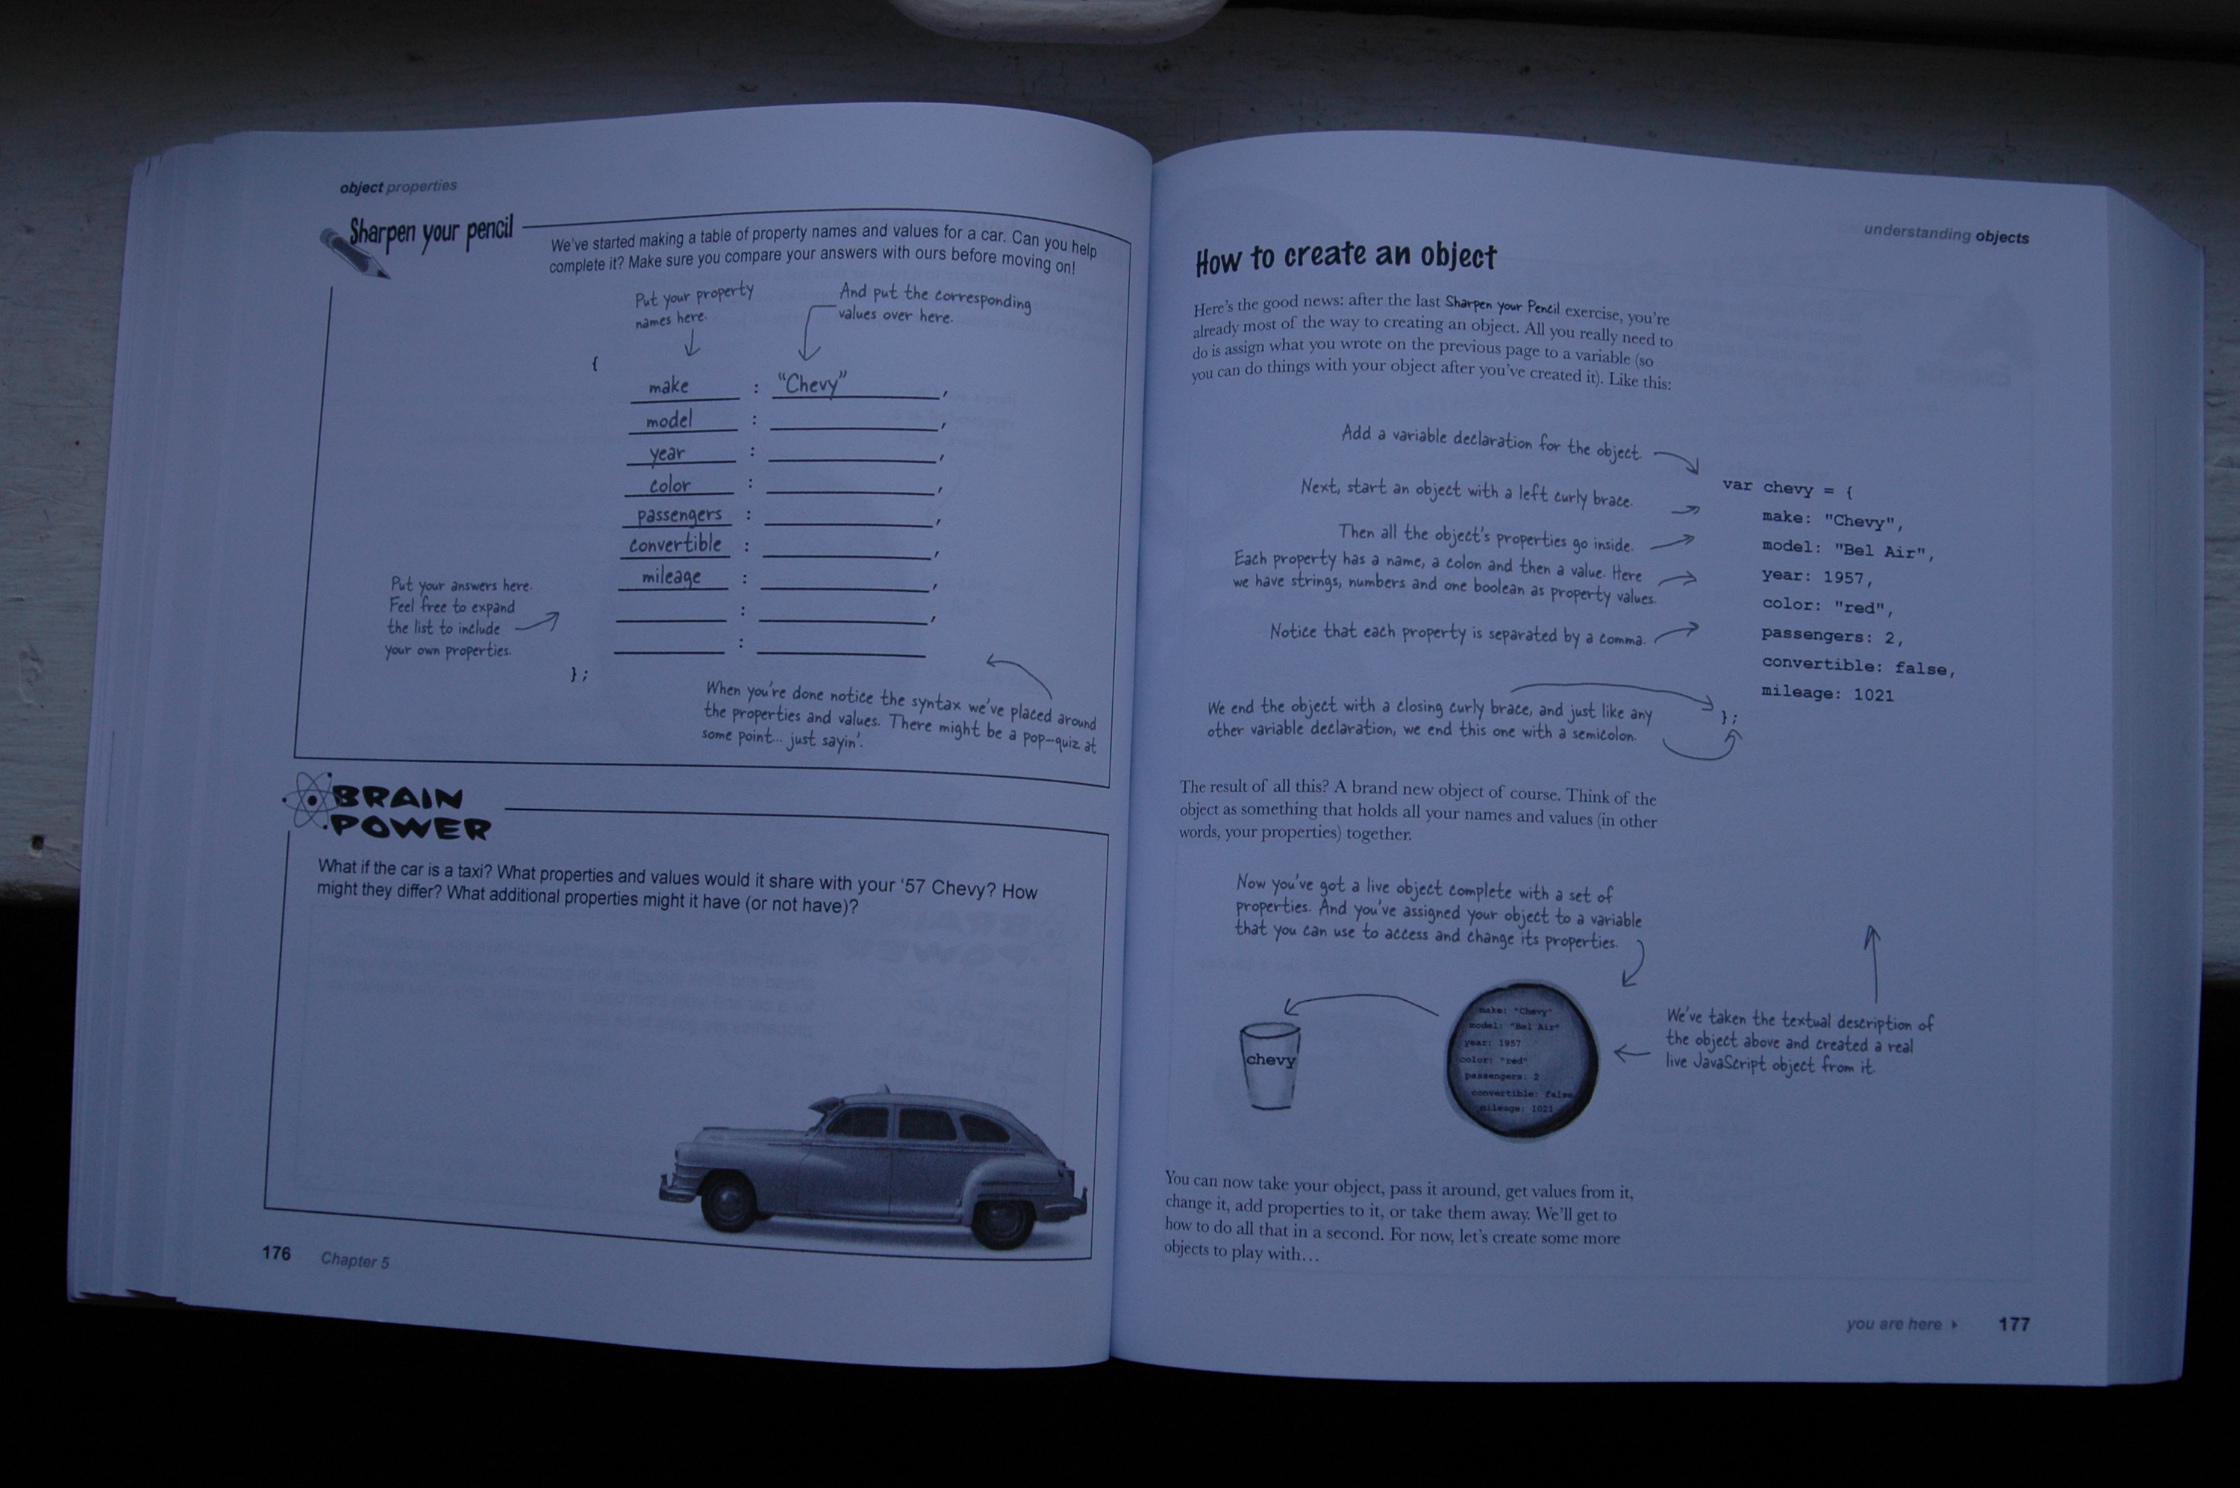 object properties
Sharpen your pencil
We've started making a table of property names and values for a car. Can you help
complete it? Make sure you compare your answers with ours before moving on!
Put your property
names here.
And put the corresponding
values over here.
{
make : "Chevy" ,
model : ,
year : ,
color : ,
passengers : ,
convertible : ,
mileage : ,
: ,
:
};
Put your answers here.
Feel free to expand
the list to include
your own properties.
When you're done notice the syntax we've placed around
the properties and values. There might be a pop-quiz at
some point... just sayin'.
BRAIN
POWER
What if the car is a taxi? What properties and values would it share with your '57 Chevy? How
might they differ? What additional properties might it have (or not have)?
176 Chapter 5
understanding objects
How to create an object
Here's the good news: after the last Sharpen your Pencil exercise, you're
already most of the way to creating an object. All you really need to
do is assign what you wrote on the previous page to a variable (so
you can do things with your object after you've created it). Like this:
Add a variable declaration for the object.
Next, start an object with a left curly brace.
Then all the object's properties go inside.
Each property has a name, a colon and then a value. Here
we have strings, numbers and one boolean as property values.
Notice that each property is separated by a comma.
We end the object with a closing curly brace, and just like any
other variable declaration, we end this one with a semicolon.
var chevy = {
make: "Chevy",
model: "Bel Air",
year: 1957,
color: "red",
passengers: 2,
convertible: false,
mileage: 1021
};
The result of all this? A brand new object of course. Think of the
object as something that holds all your names and values (in other
words, your properties) together.
Now you've got a live object complete with a set of
properties. And you've assigned your object to a variable
that you can use to access and change its properties.
chevy
make: "Chevy"
model: "Bel Air"
year: 1957
color: "red"
passengers: 2
convertible: false
mileage: 1021
We've taken the textual description of
the object above and created a real
live JavaScript object from it.
You can now take your object, pass it around, get values from it,
change it, add properties to it, or take them away. We'll get to
how to do all that in a second. For now, let's create some more
objects to play with...
you are here 177